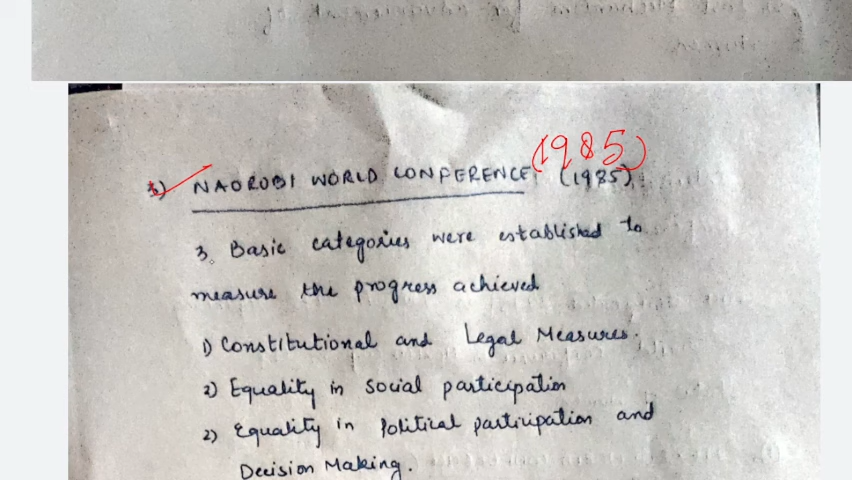 (1985)
NAOROBI WORLD CONFERENCE (1985)
3. Basic categories were established to
measure the progress achieved
1) Constitutional and Legal Measures.
2) Equality in social participation
2) Equality in Political participation and
Decision Making.